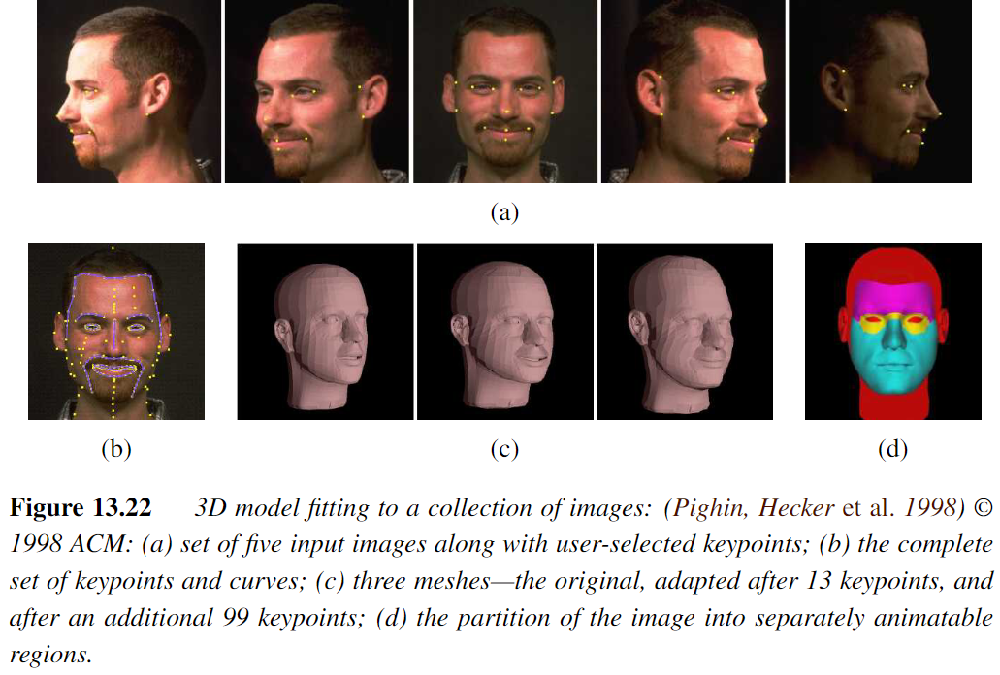 (a)
(b)
(c)
(d)
Figure 13.22 3D model fitting to a collection of images: (Pighin, Hecker et al. 1998) ©
1998 ACM: (a) set of five input images along with user-selected keypoints; (b) the complete
set of keypoints and curves; (c) three meshes—the original, adapted after 13 keypoints, and
after an additional 99 keypoints; (d) the partition of the image into separately animatable
regions.